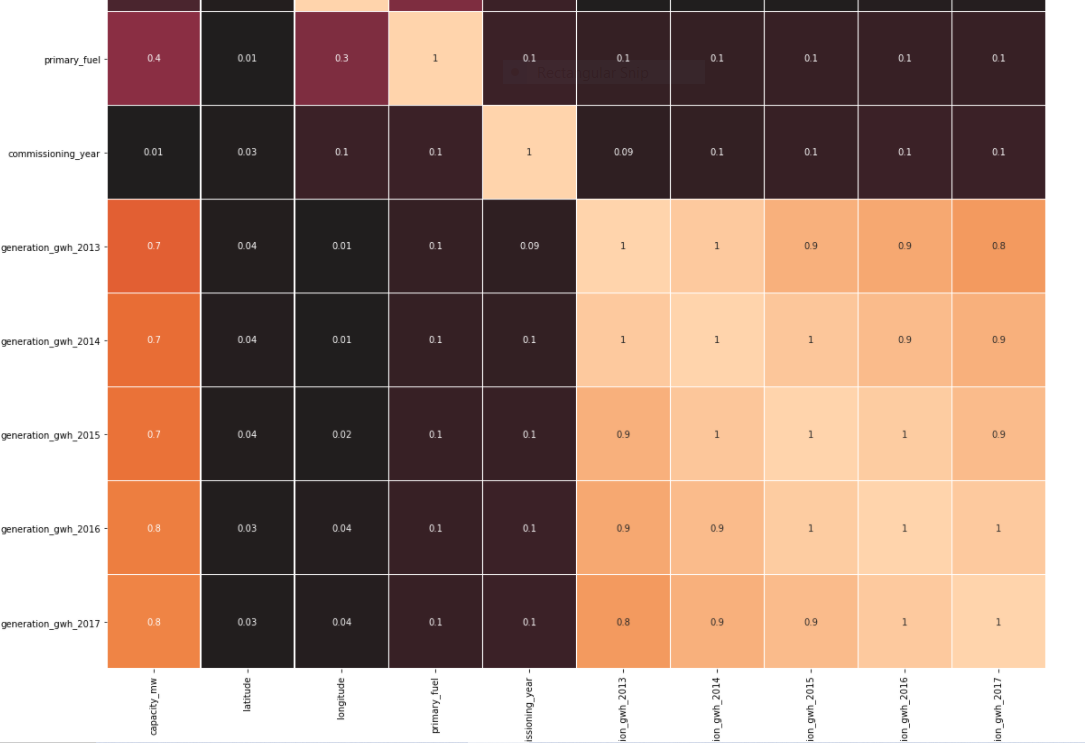 primary_fuel 0.4 0.01 0.3 1 0.1 0.1 0.1 0.1 0.1 0.1
Rectangular Snip
commissioning_year 0.01 0.03 0.1 0.1 1 0.09 0.1 0.1 0.1 0.1
generation_gwh_2013 0.7 0.04 0.01 0.1 0.09 1 1 0.9 0.9 0.8
generation_gwh_2014 0.7 0.04 0.01 0.1 0.1 1 1 1 0.9 0.9
generation_gwh_2015 0.7 0.04 0.02 0.1 0.1 0.9 1 1 1 0.9
generation_gwh_2016 0.8 0.03 0.04 0.1 0.1 0.9 0.9 1 1 1
generation_gwh_2017 0.8 0.03 0.04 0.1 0.1 0.8 0.9 0.9 1 1
capacity_mw
latitude
longitude
primary_fuel
issioning_year
ion_gwh_2013
ion_gwh_2014
ion_gwh_2015
ion_gwh_2016
ion_gwh_2017